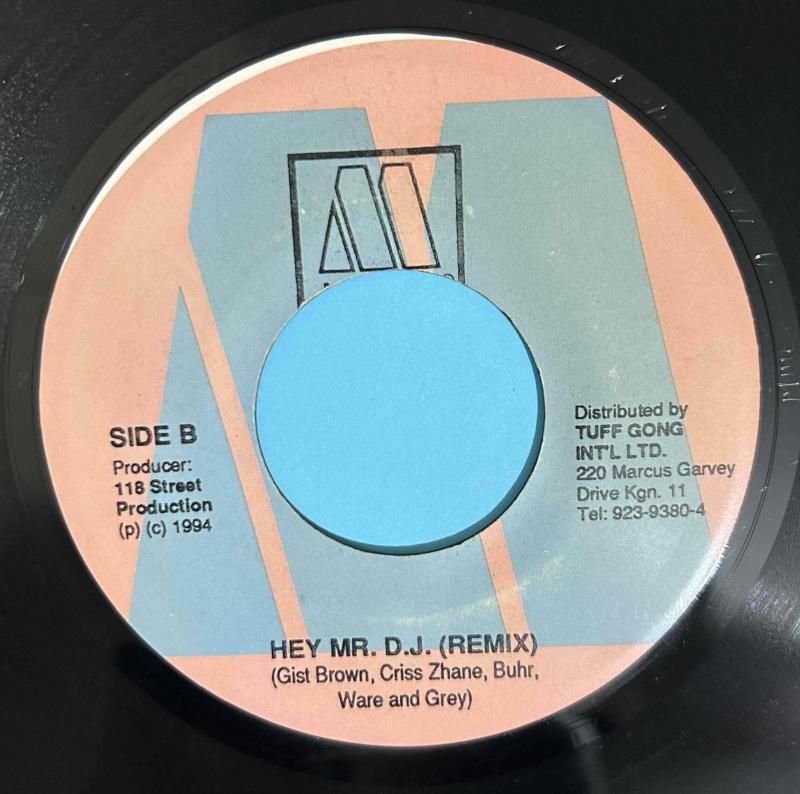 SIDE B
Producer:
118 Street
Production
(p) (c) 1994
Distributed by
TUFF GONG
INT'L LTD.
220 Marcus Garvey
Drive Kgn. 11
Tel: 923-9380-4
HEY MR. D.J. (REMIX)
(Gist Brown, Criss Zhane, Buhr,
Ware and Grey)